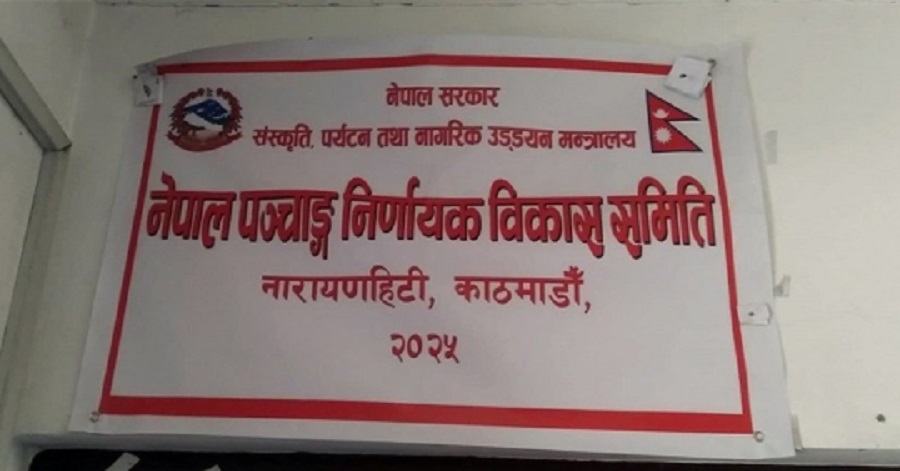 नेपाल सरकार
संस्कृति, पर्यटन तथा नागरिक उड्डयन मन्त्रालय
नेपाल पञ्चाङ्ग निर्णायक विकास समिति
नारायणहिटी, काठमाडौँ,
२०२५